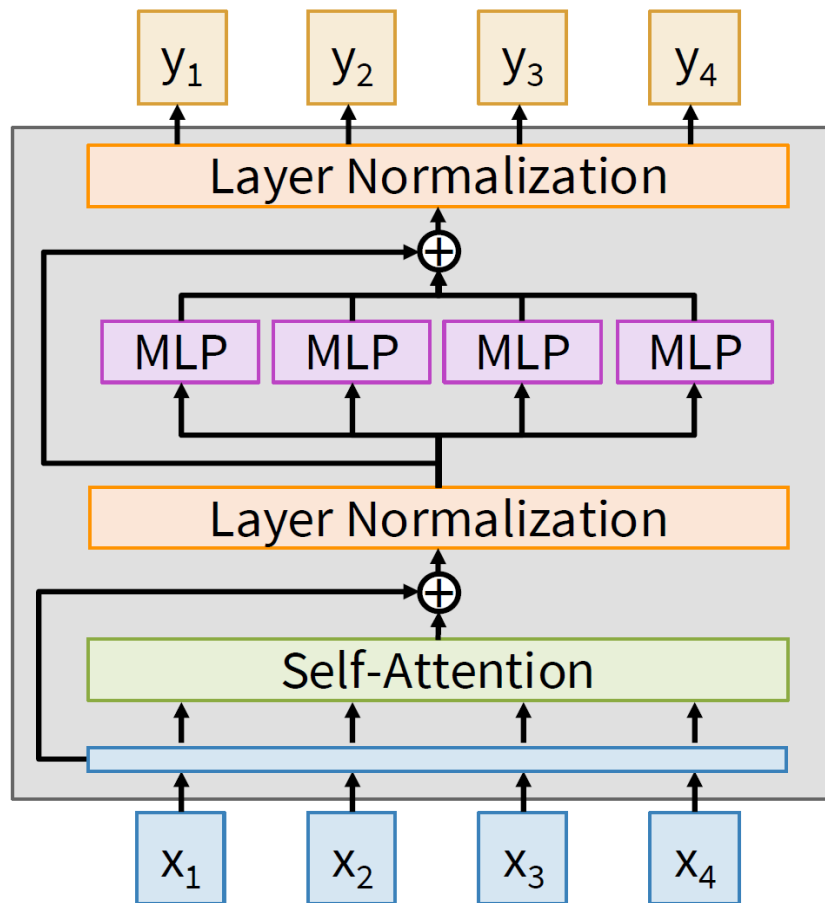 y₁ y₂ y₃ y₄
Layer Normalization
+
MLP MLP MLP MLP
Layer Normalization
+
Self-Attention
x₁ x₂ x₃ x₄